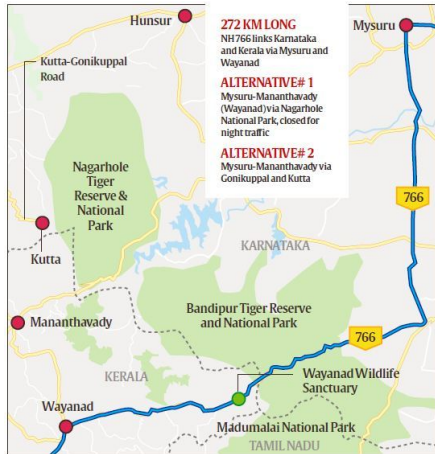 Hunsur
Mysuru
272 KM LONG
NH 766 links Karnataka
and Kerala via Mysuru and
Wayanad
ALTERNATIVE# 1
Mysuru-Mananthavady
(Wayanad) via Nagarhole
National Park, closed for
night traffic
ALTERNATIVE# 2
Mysuru-Mananthavady via
Gonikuppal and Kutta
Kutta-Gonikuppal
Road
Nagarhole
Tiger
Reserve &
National
Park
766
Kutta
KARNATAKA
Mananthavady
Bandipur Tiger Reserve
and National Park
766
KERALA
Wayanad Wildlife
Sanctuary
Wayanad
Madumalai National Park
TAMIL NADU